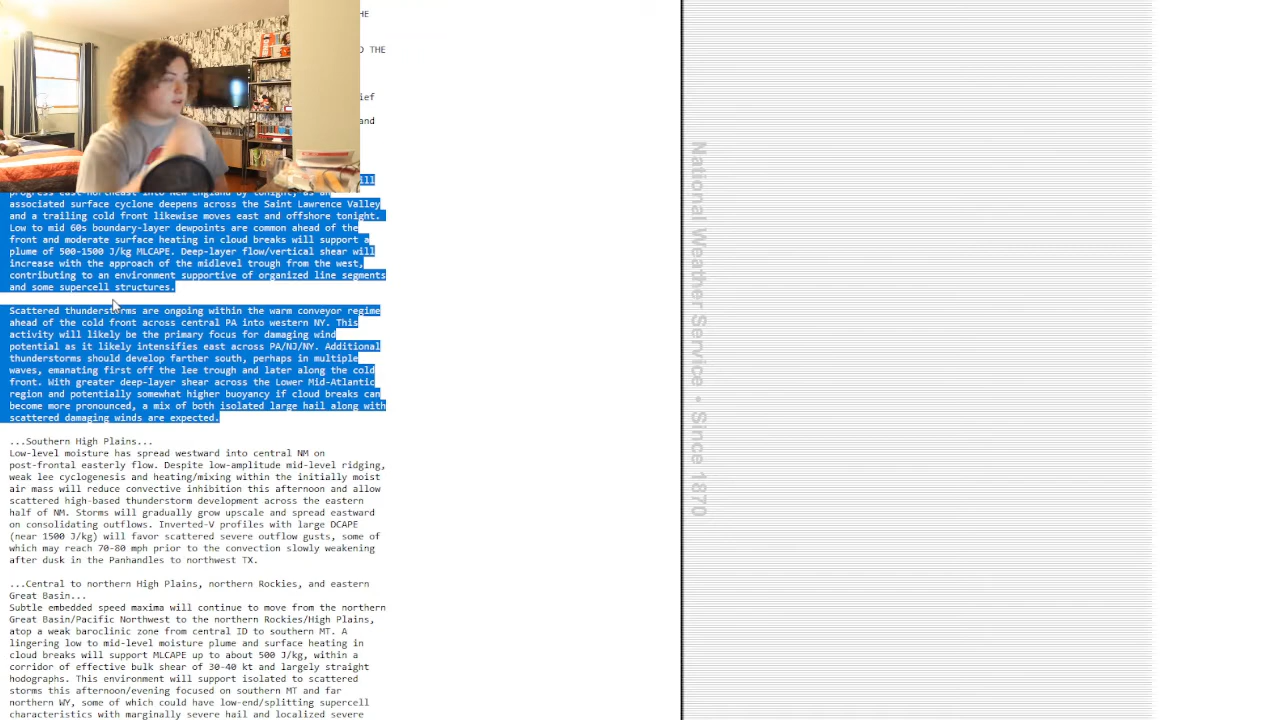 HE
D THE
ief
and
ill
progress east-northeast into New England by tonight, as an
associated surface cyclone deepens across the Saint Lawrence Valley
and a trailing cold front likewise moves east and offshore tonight.
Low to mid 60s boundary-layer dewpoints are common ahead of the
front and moderate surface heating in cloud breaks will support a
plume of 500-1500 J/kg MLCAPE. Deep-layer flow/vertical shear will
increase with the approach of the midlevel trough from the west,
contributing to an environment supportive of organized line segments
and some supercell structures.
Scattered thunderstorms are ongoing within the warm conveyor regime
ahead of the cold front across central PA into western NY. This
activity will likely be the primary focus for damaging wind
potential as it likely intensifies east across PA/NJ/NY. Additional
thunderstorms should develop farther south, perhaps in multiple
waves, emanating first off the lee trough and later along the cold
front. With greater deep-layer shear across the Lower Mid-Atlantic
region and potentially somewhat higher buoyancy if cloud breaks can
become more pronounced, a mix of both isolated large hail along with
scattered damaging winds are expected.
...Southern High Plains...
Low-level moisture has spread westward into central NM on
post-frontal easterly flow. Despite low-amplitude mid-level ridging,
weak lee cyclogenesis and heating/mixing within the initially moist
air mass will reduce convective inhibition this afternoon and allow
scattered high-based thunderstorm development across the eastern
half of NM. Storms will gradually grow upscale and spread eastward
on consolidating outflows. Inverted-V profiles with large DCAPE
(near 1500 J/kg) will favor scattered severe outflow gusts, some of
which may reach 70-80 mph prior to the convection slowly weakening
after dusk in the Panhandles to northwest TX.
...Central to northern High Plains, northern Rockies, and eastern
Great Basin...
Subtle embedded speed maxima will continue to move from the northern
Great Basin/Pacific Northwest to the northern Rockies/High Plains,
atop a weak baroclinic zone from central ID to southern MT. A
lingering low to mid-level moisture plume and surface heating in
cloud breaks will support MLCAPE up to about 500 J/kg, within a
corridor of effective bulk shear of 30-40 kt and largely straight
hodographs. This environment will support isolated to scattered
storms this afternoon/evening focused on southern MT and far
northern WY, some of which could have low-end/splitting supercell
characteristics with marginally severe hail and localized severe
National Weather Service • Since 1870